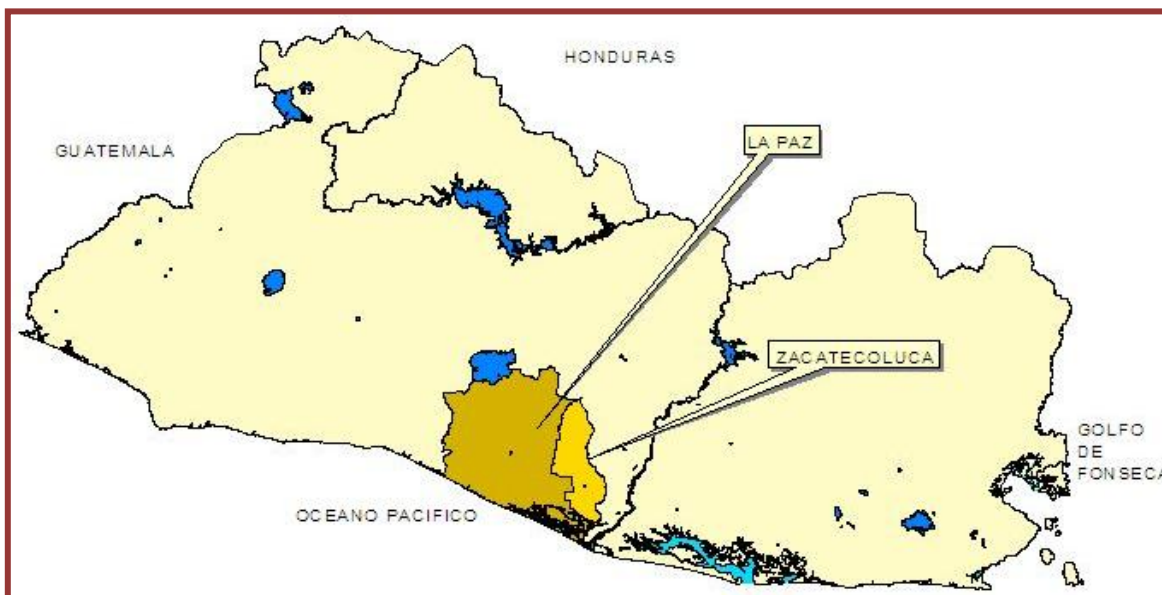 HONDURAS
LA PAZ
GUATEMALA
ZACATECOLUCA
GOLFO
DE
FONSECA
OCEANO PACIFICO